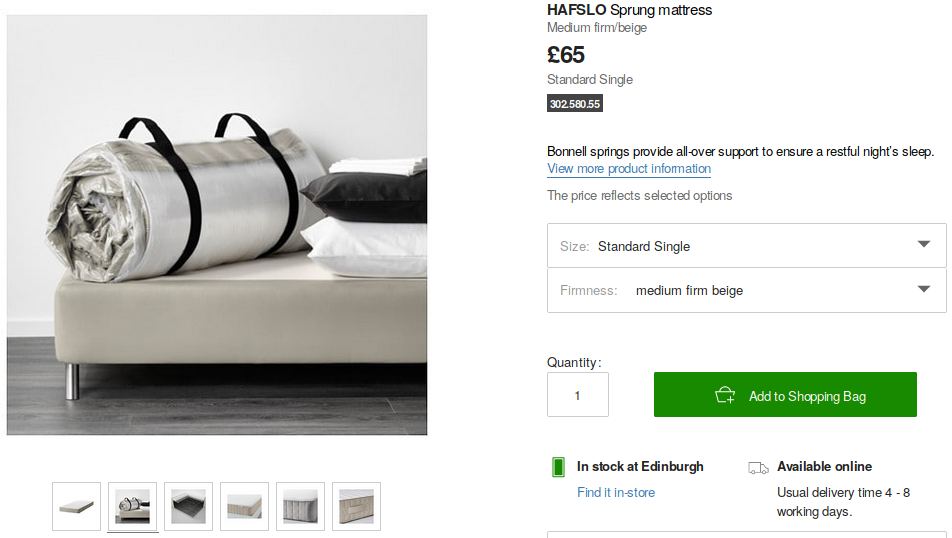 HAFSLO Sprung mattress
Medium firm/beige
£65
Standard Single
302.580.55
Bonnell springs provide all-over support to ensure a restful night's sleep.
View more product information
The price reflects selected options
Size: Standard Single
Firmness: medium firm beige
Quantity:
1
Add to Shopping Bag
In stock at Edinburgh
Find it in-store
Available online
Usual delivery time 4 - 8
working days.